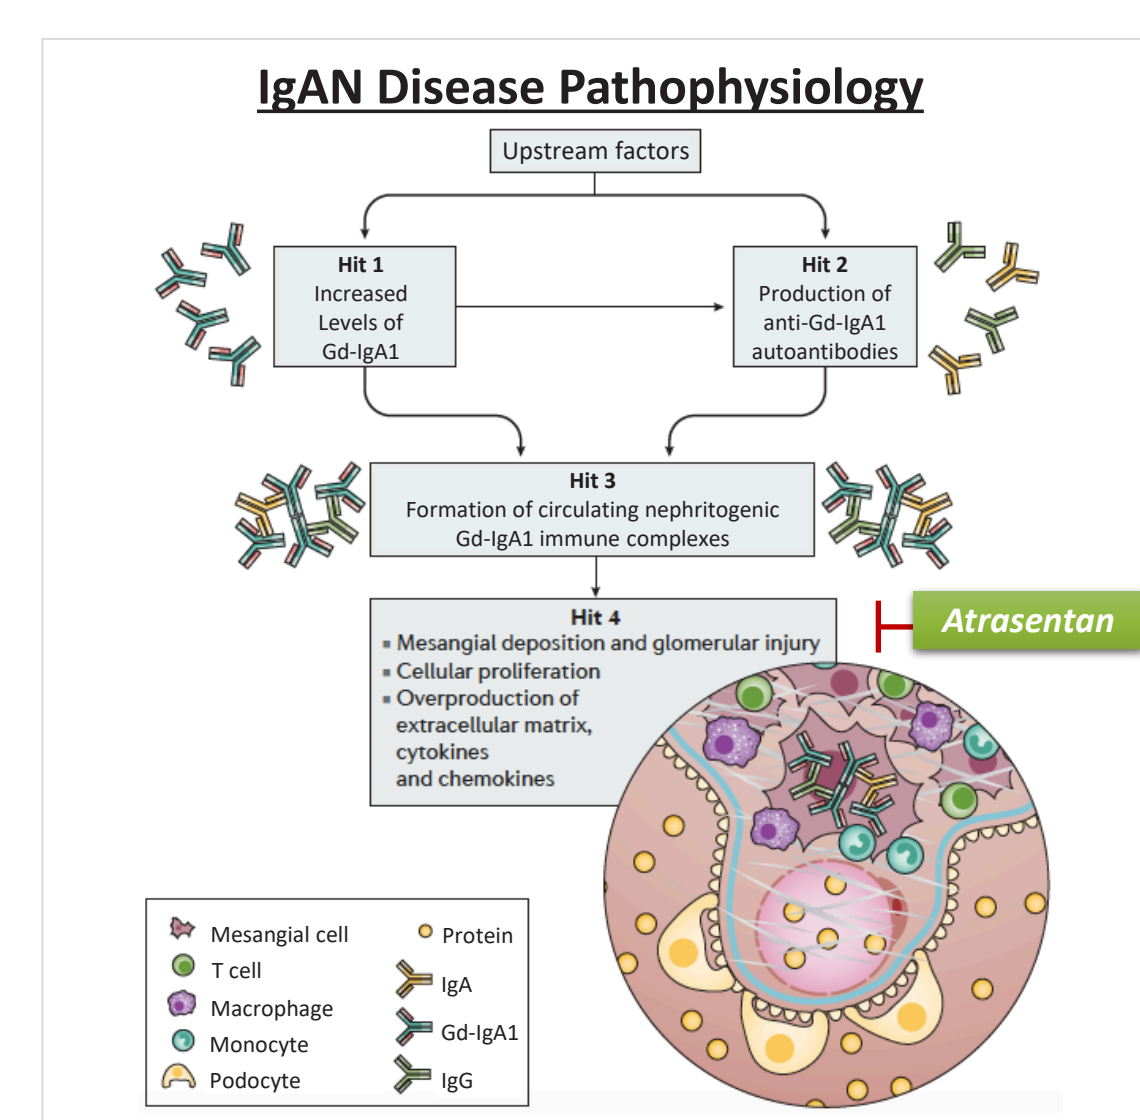 IgAN Disease Pathophysiology
Upstream factors
Hit 1
Increased
Levels of
Gd-IgA1
Hit 2
Production of
anti-Gd-IgA1
autoantibodies
Hit 3
Formation of circulating nephritogenic
Gd-IgA1 immune complexes
Hit 4
▪ Mesangial deposition and glomerular injury
▪ Cellular proliferation
▪ Overproduction of
extracellular matrix,
cytokines
and chemokines
Atrasentan
Mesangial cell
T cell
Macrophage
Monocyte
Podocyte
Protein
IgA
Gd-IgA1
IgG